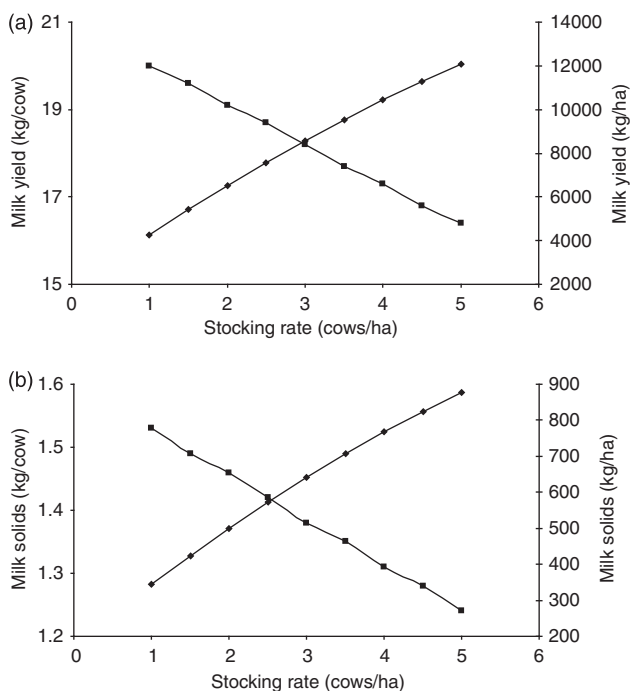 (a)
21
19
17
15
Milk yield (kg/cow)
14000
12000
10000
8000
6000
4000
2000
Milk yield (kg/ha)
0 1 2 3 4 5 6
Stocking rate (cows/ha)
(b)
1.6
1.5
1.4
1.3
1.2
Milk solids (kg/cow)
900
800
700
600
500
400
300
200
Milk solids (kg/ha)
0 1 2 3 4 5 6
Stocking rate (cows/ha)